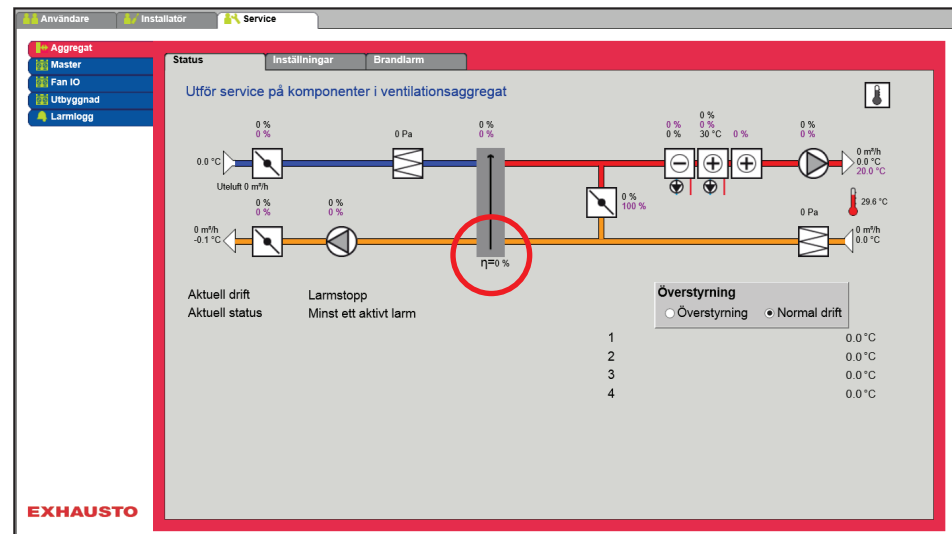 Användare
Installatör
Service
Aggregat
Master
Fan IO
Utbyggnad
Larmlogg
Status
Inställningar
Brandlarm
Utför service på komponenter i ventilationsaggregat
0 %
0 %
0 Pa
0 %
0 %
0 %
0 %
0 %
0 %
30 °C
0 %
0 %
0 %
0.0 °C
0 m³/h
0.0 °C
20.0 °C
Uteluft 0 m³/h
0 %
0 %
0 %
0 %
0 %
100 %
29.6 °C
0 Pa
0 m³/h
-0.1 °C
0 m³/h
0.0 °C
η=0 %
Aktuell drift
Larmstopp
Aktuell status
Minst ett aktivt larm
Överstyrning
Överstyrning
Normal drift
1
0.0 °C
2
0.0 °C
3
0.0 °C
4
0.0 °C
EXHAUSTO